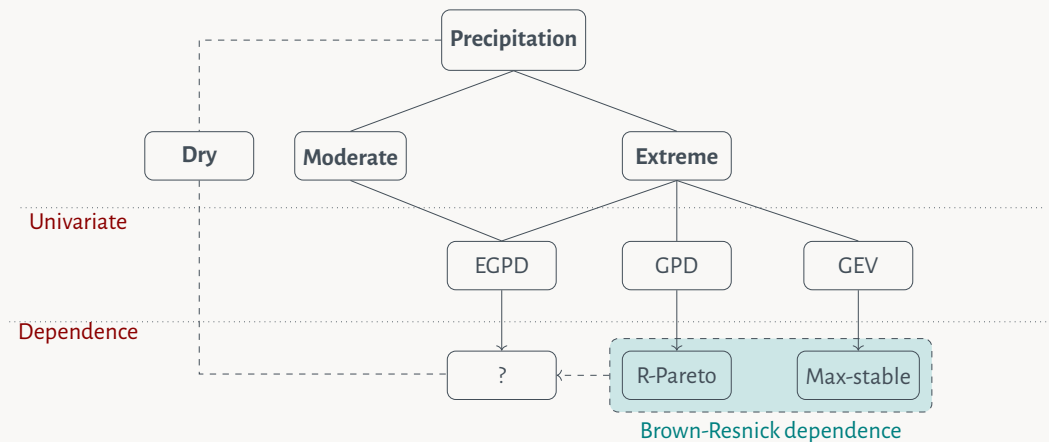 Precipitation
Dry
Moderate
Extreme
Univariate
EGPD
GPD
GEV
Dependence
?
R-Pareto
Max-stable
Brown-Resnick dependence